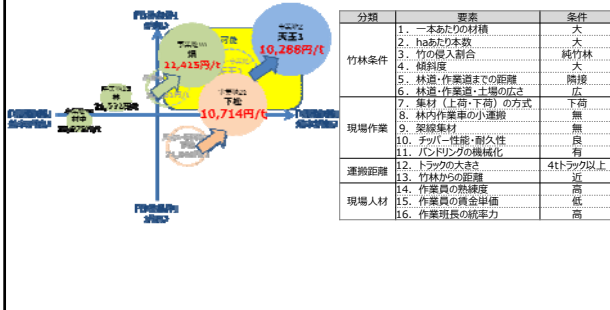 天王1
10,288円/t
畑
11,415円/t
下松
10,714円/t
分類 要素 条件
竹林条件
1. 一本あたりの材積 大
2. haあたり本数 大
3. 竹の侵入割合 純竹林
4. 傾斜度 大
5. 林道・作業道までの距離 隣接
6. 林道・作業道・土場の広さ 広
現場作業
7. 集材（上荷・下荷）の方式 下荷
8. 林内作業車の小運搬 無
9. 架線集材 無
10. チッパー性能・耐久性 良
11. バンドリングの機械化 有
運搬距離
12. トラックの大きさ 4tトラック以上
13. 竹林からの距離 近
現場人材
14. 作業員の熟練度 高
15. 作業員の賃金単価 低
16. 作業班長の統率力 高